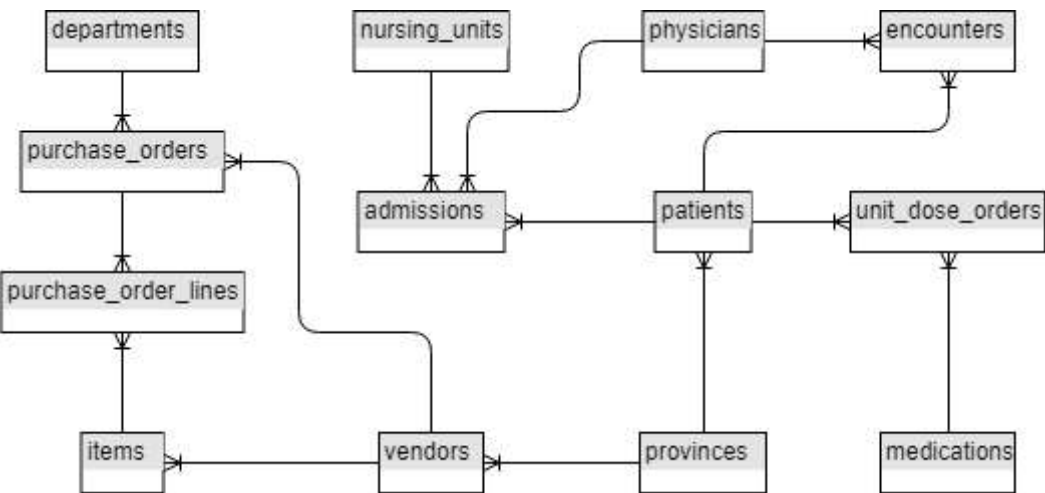 departments
nursing_units
physicians
encounters
purchase_orders
admissions
patients
unit_dose_orders
purchase_order_lines
items
vendors
provinces
medications